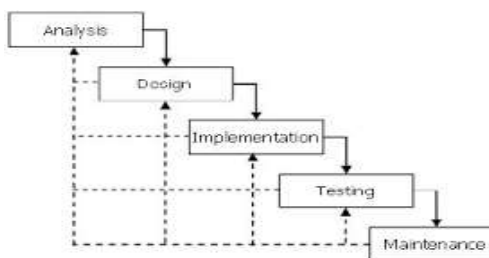 Analysis
Design
Implementation
Testing
Maintenance